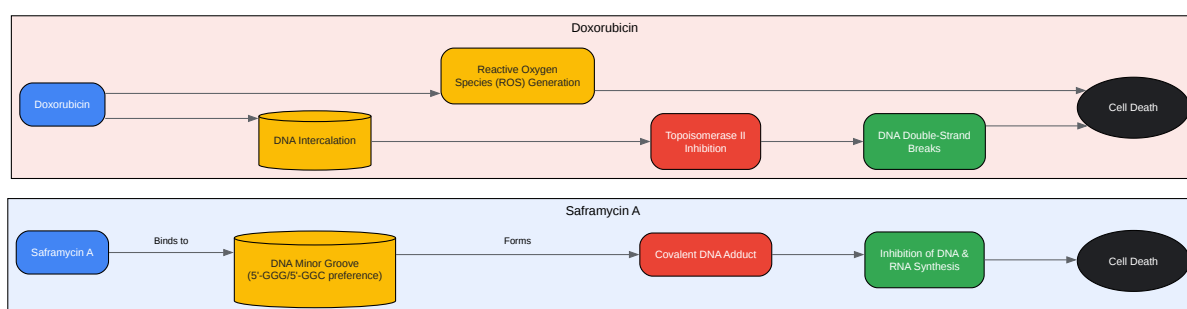 Doxorubicin
Reactive Oxygen
Species (ROS) Generation
Doxorubicin
Cell Death
DNA Intercalation
Topoisomerase II
Inhibition
DNA Double-Strand
Breaks
Saframycin A
Saframycin A
Binds to
DNA Minor Groove
(5'-GGG/5'-GGC preference)
Forms
Covalent DNA Adduct
Inhibition of DNA &
RNA Synthesis
Cell Death